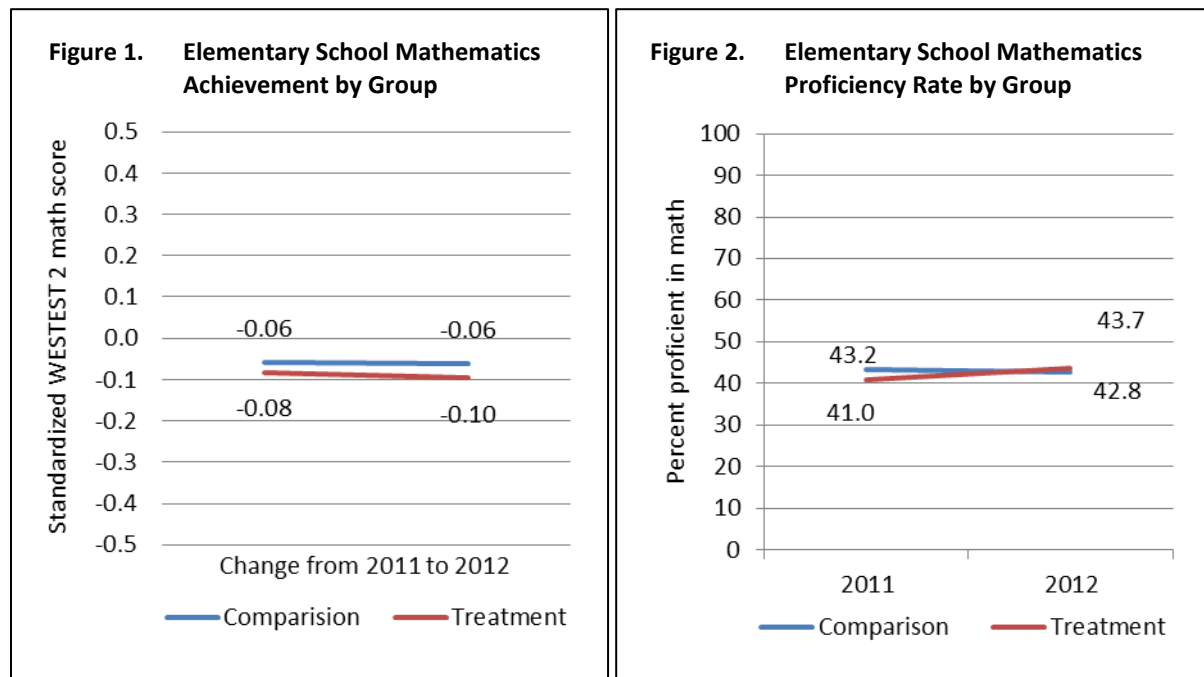 Figure 1. Elementary School Mathematics
Achievement by Group
Standardized WESTEST 2 math score
0.5
0.4
0.3
0.2
0.1
0.0
-0.1
-0.2
-0.3
-0.4
-0.5
-0.06
-0.06
-0.08
-0.10
Change from 2011 to 2012
Comparision
Treatment
Figure 2. Elementary School Mathematics
Proficiency Rate by Group
Percent proficient in math
100
90
80
70
60
50
40
30
20
10
0
43.2
43.7
41.0
42.8
2011
2012
Comparison
Treatment